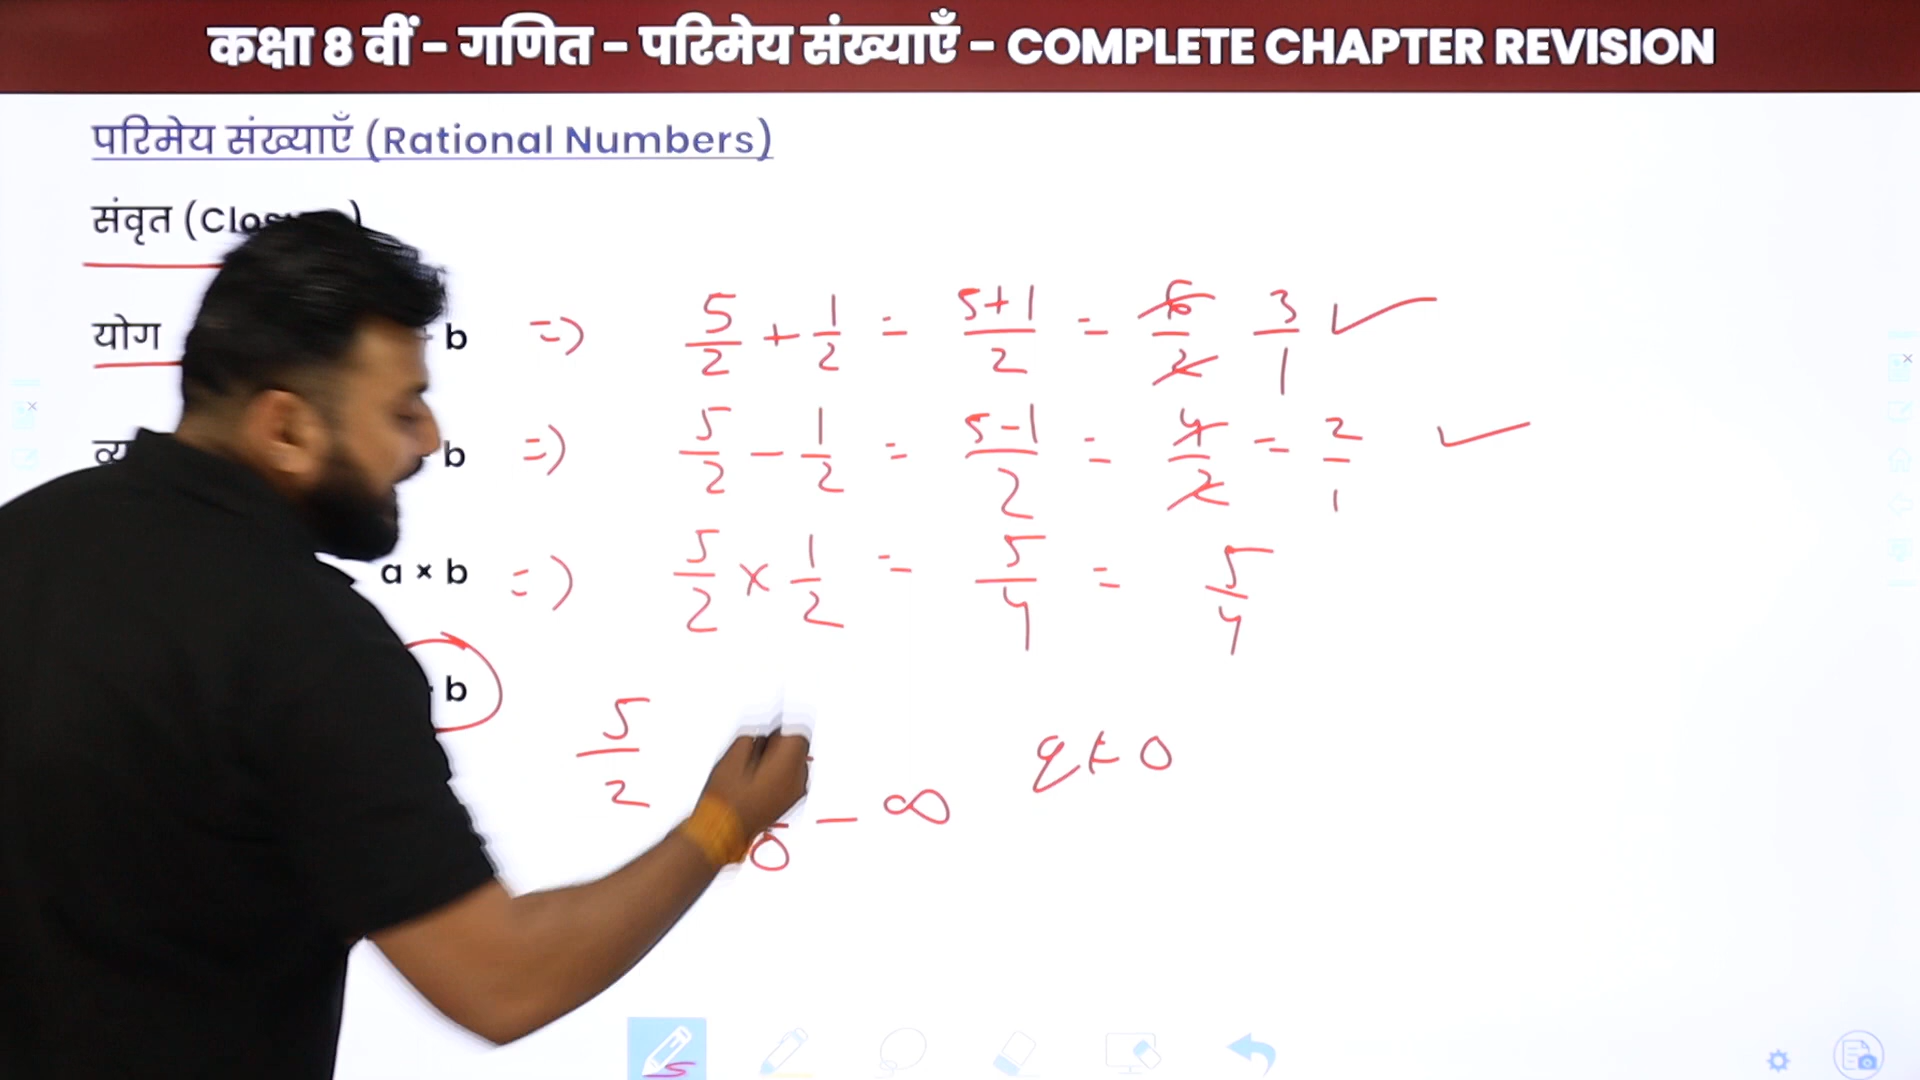 कक्षा 8 वीं – गणित – परिमेय संख्याएँ – COMPLETE CHAPTER REVISION
परिमेय संख्याएँ (Rational Numbers)
संवृत
योग b => 5/2 + 1/2 = 5+1/2 = 6/2 3/1 ✓
b => 5/2 – 1/2 = 5–1/2 = 4/2 = 2/1 ✓
a × b => 5/2 × 1/2 = 5/4 = 5/4
b 5/2 0 – ∞ q ≠ 0